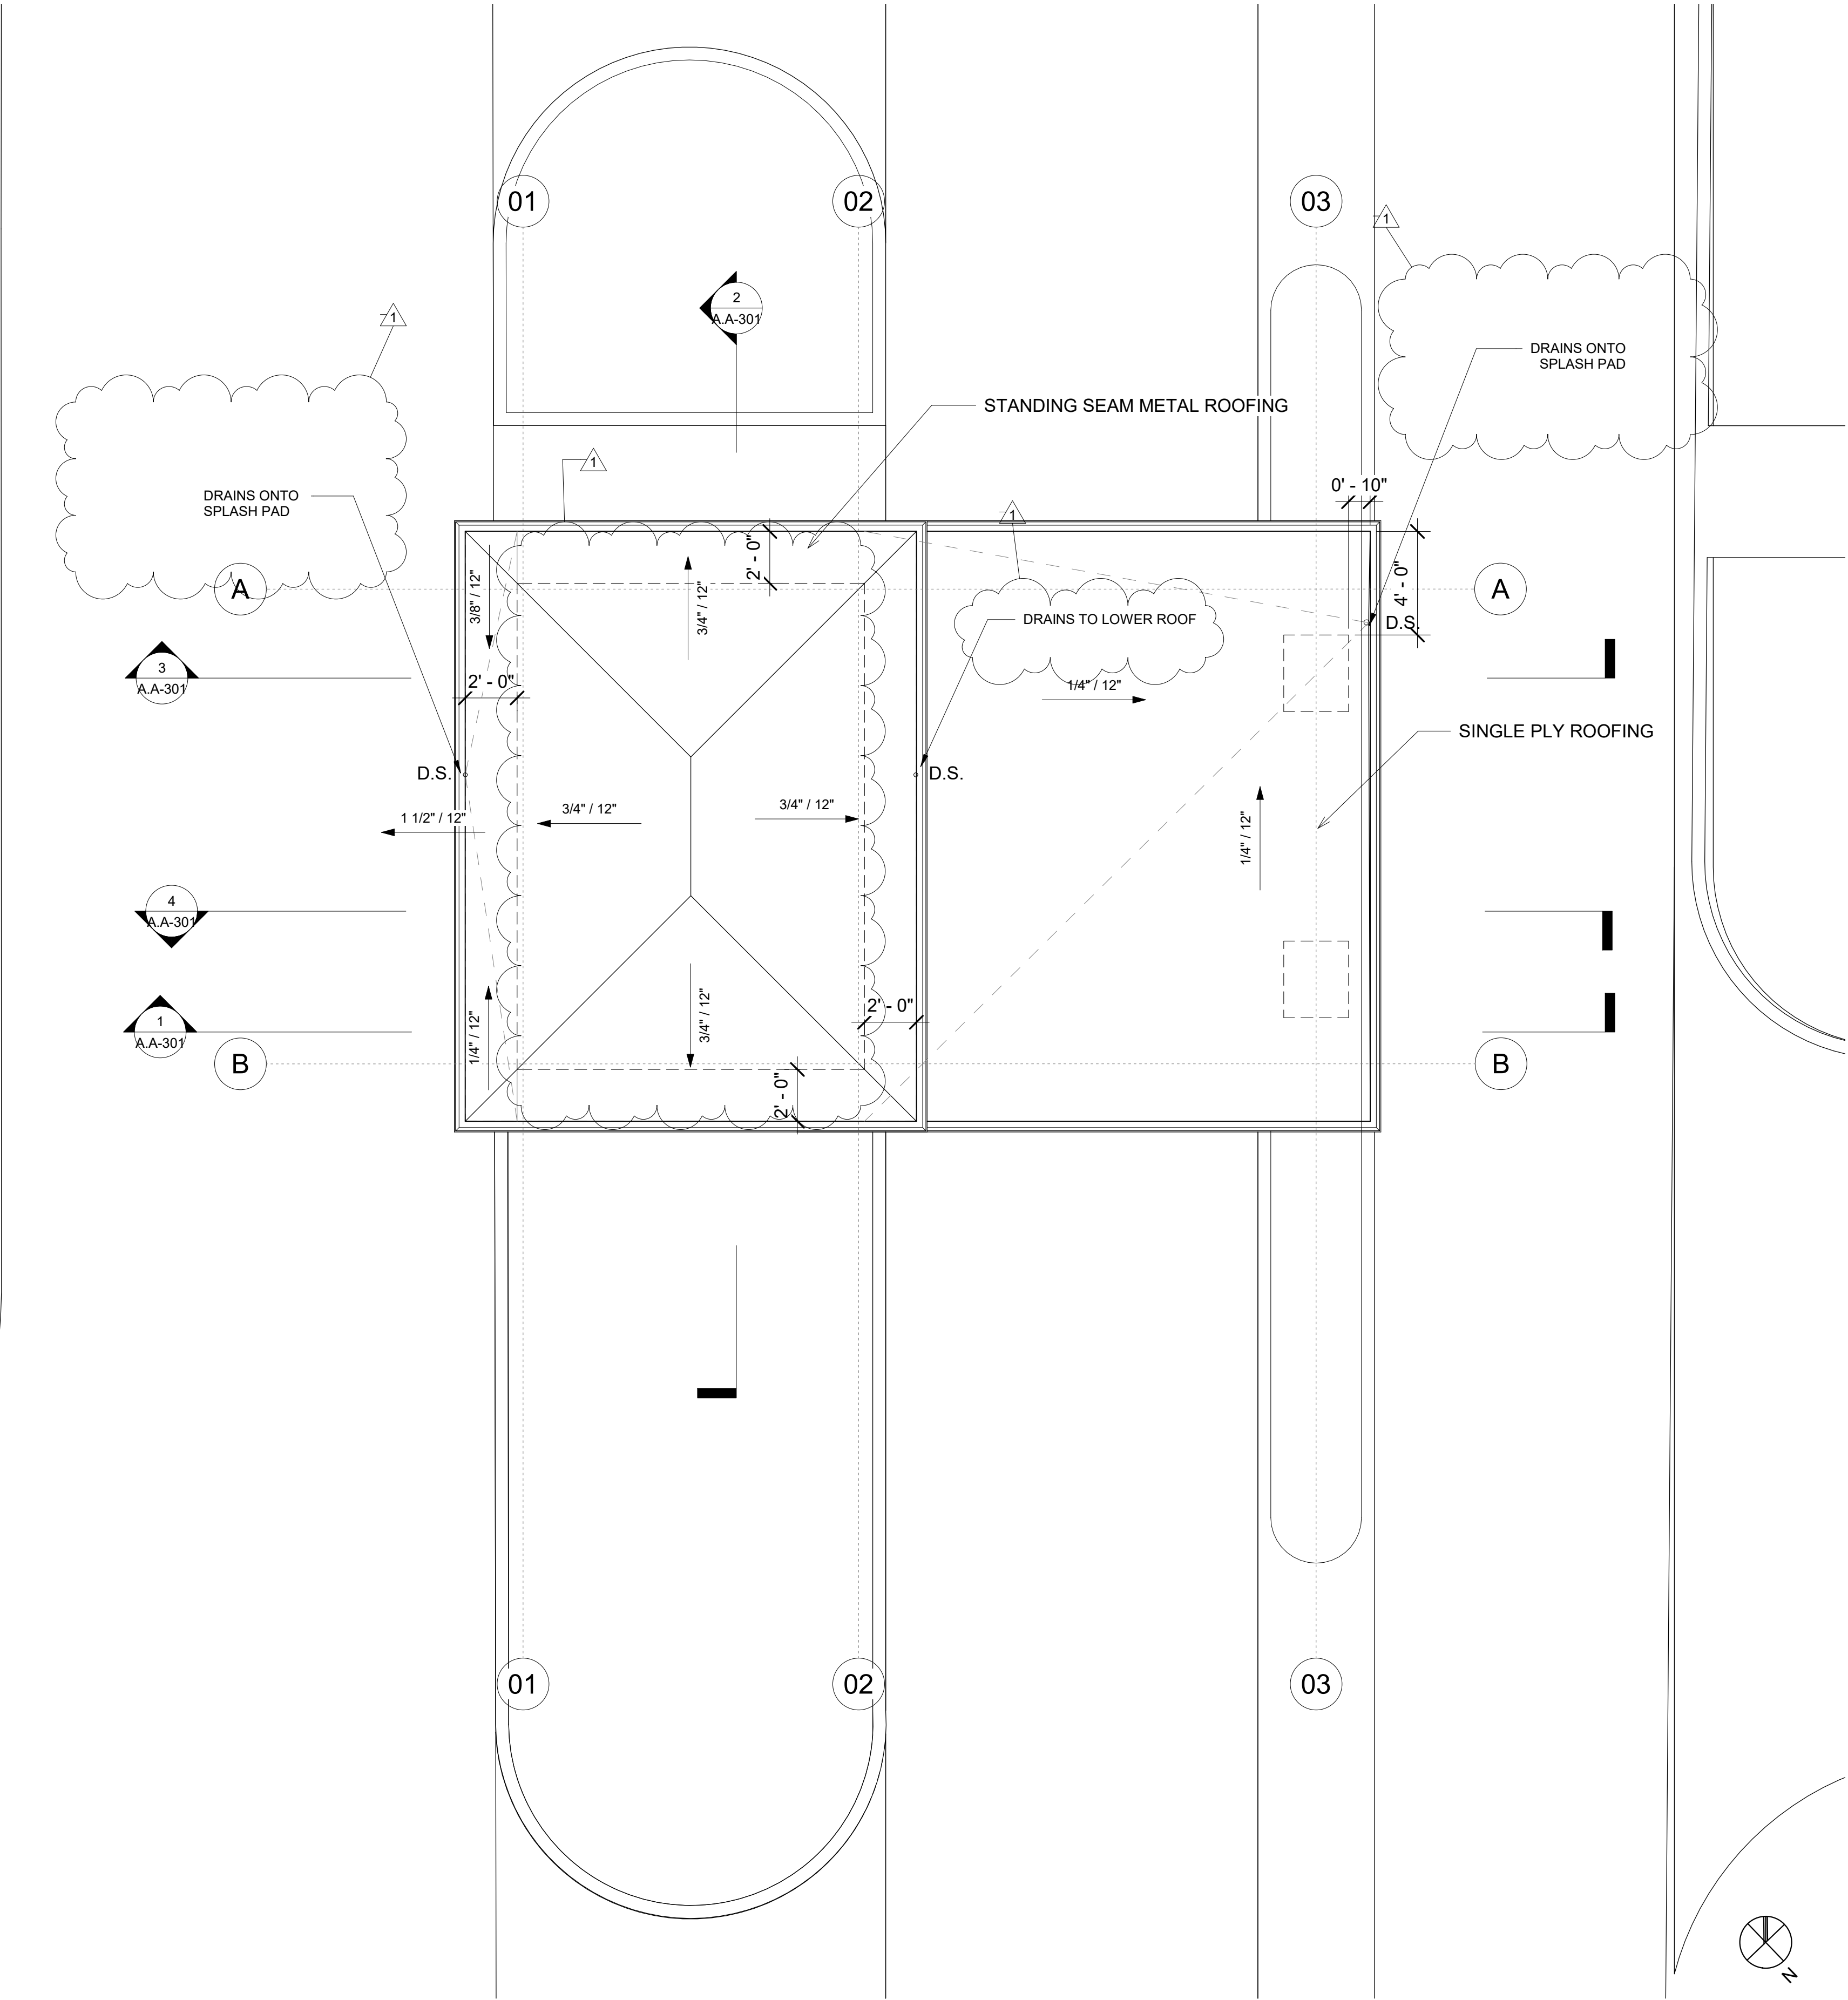 01
02
03
1
2
A.A-301
1
DRAINS ONTO
SPLASH PAD
STANDING SEAM METAL ROOFING
1
DRAINS ONTO
SPLASH PAD
1
0' - 10"
2' - 0"
3/8" / 12"
3/4" / 12"
4' - 0"
A
A
DRAINS TO LOWER ROOF
D.S.
3
A.A-301
2' - 0"
1/4" / 12"
SINGLE PLY ROOFING
D.S.
D.S.
1 1/2" / 12"
3/4" / 12"
3/4" / 12"
1/4" / 12"
4
A.A-301
1
A.A-301
1/4" / 12"
3/4" / 12"
2' - 0"
B
B
2' - 0"
01
02
03
N